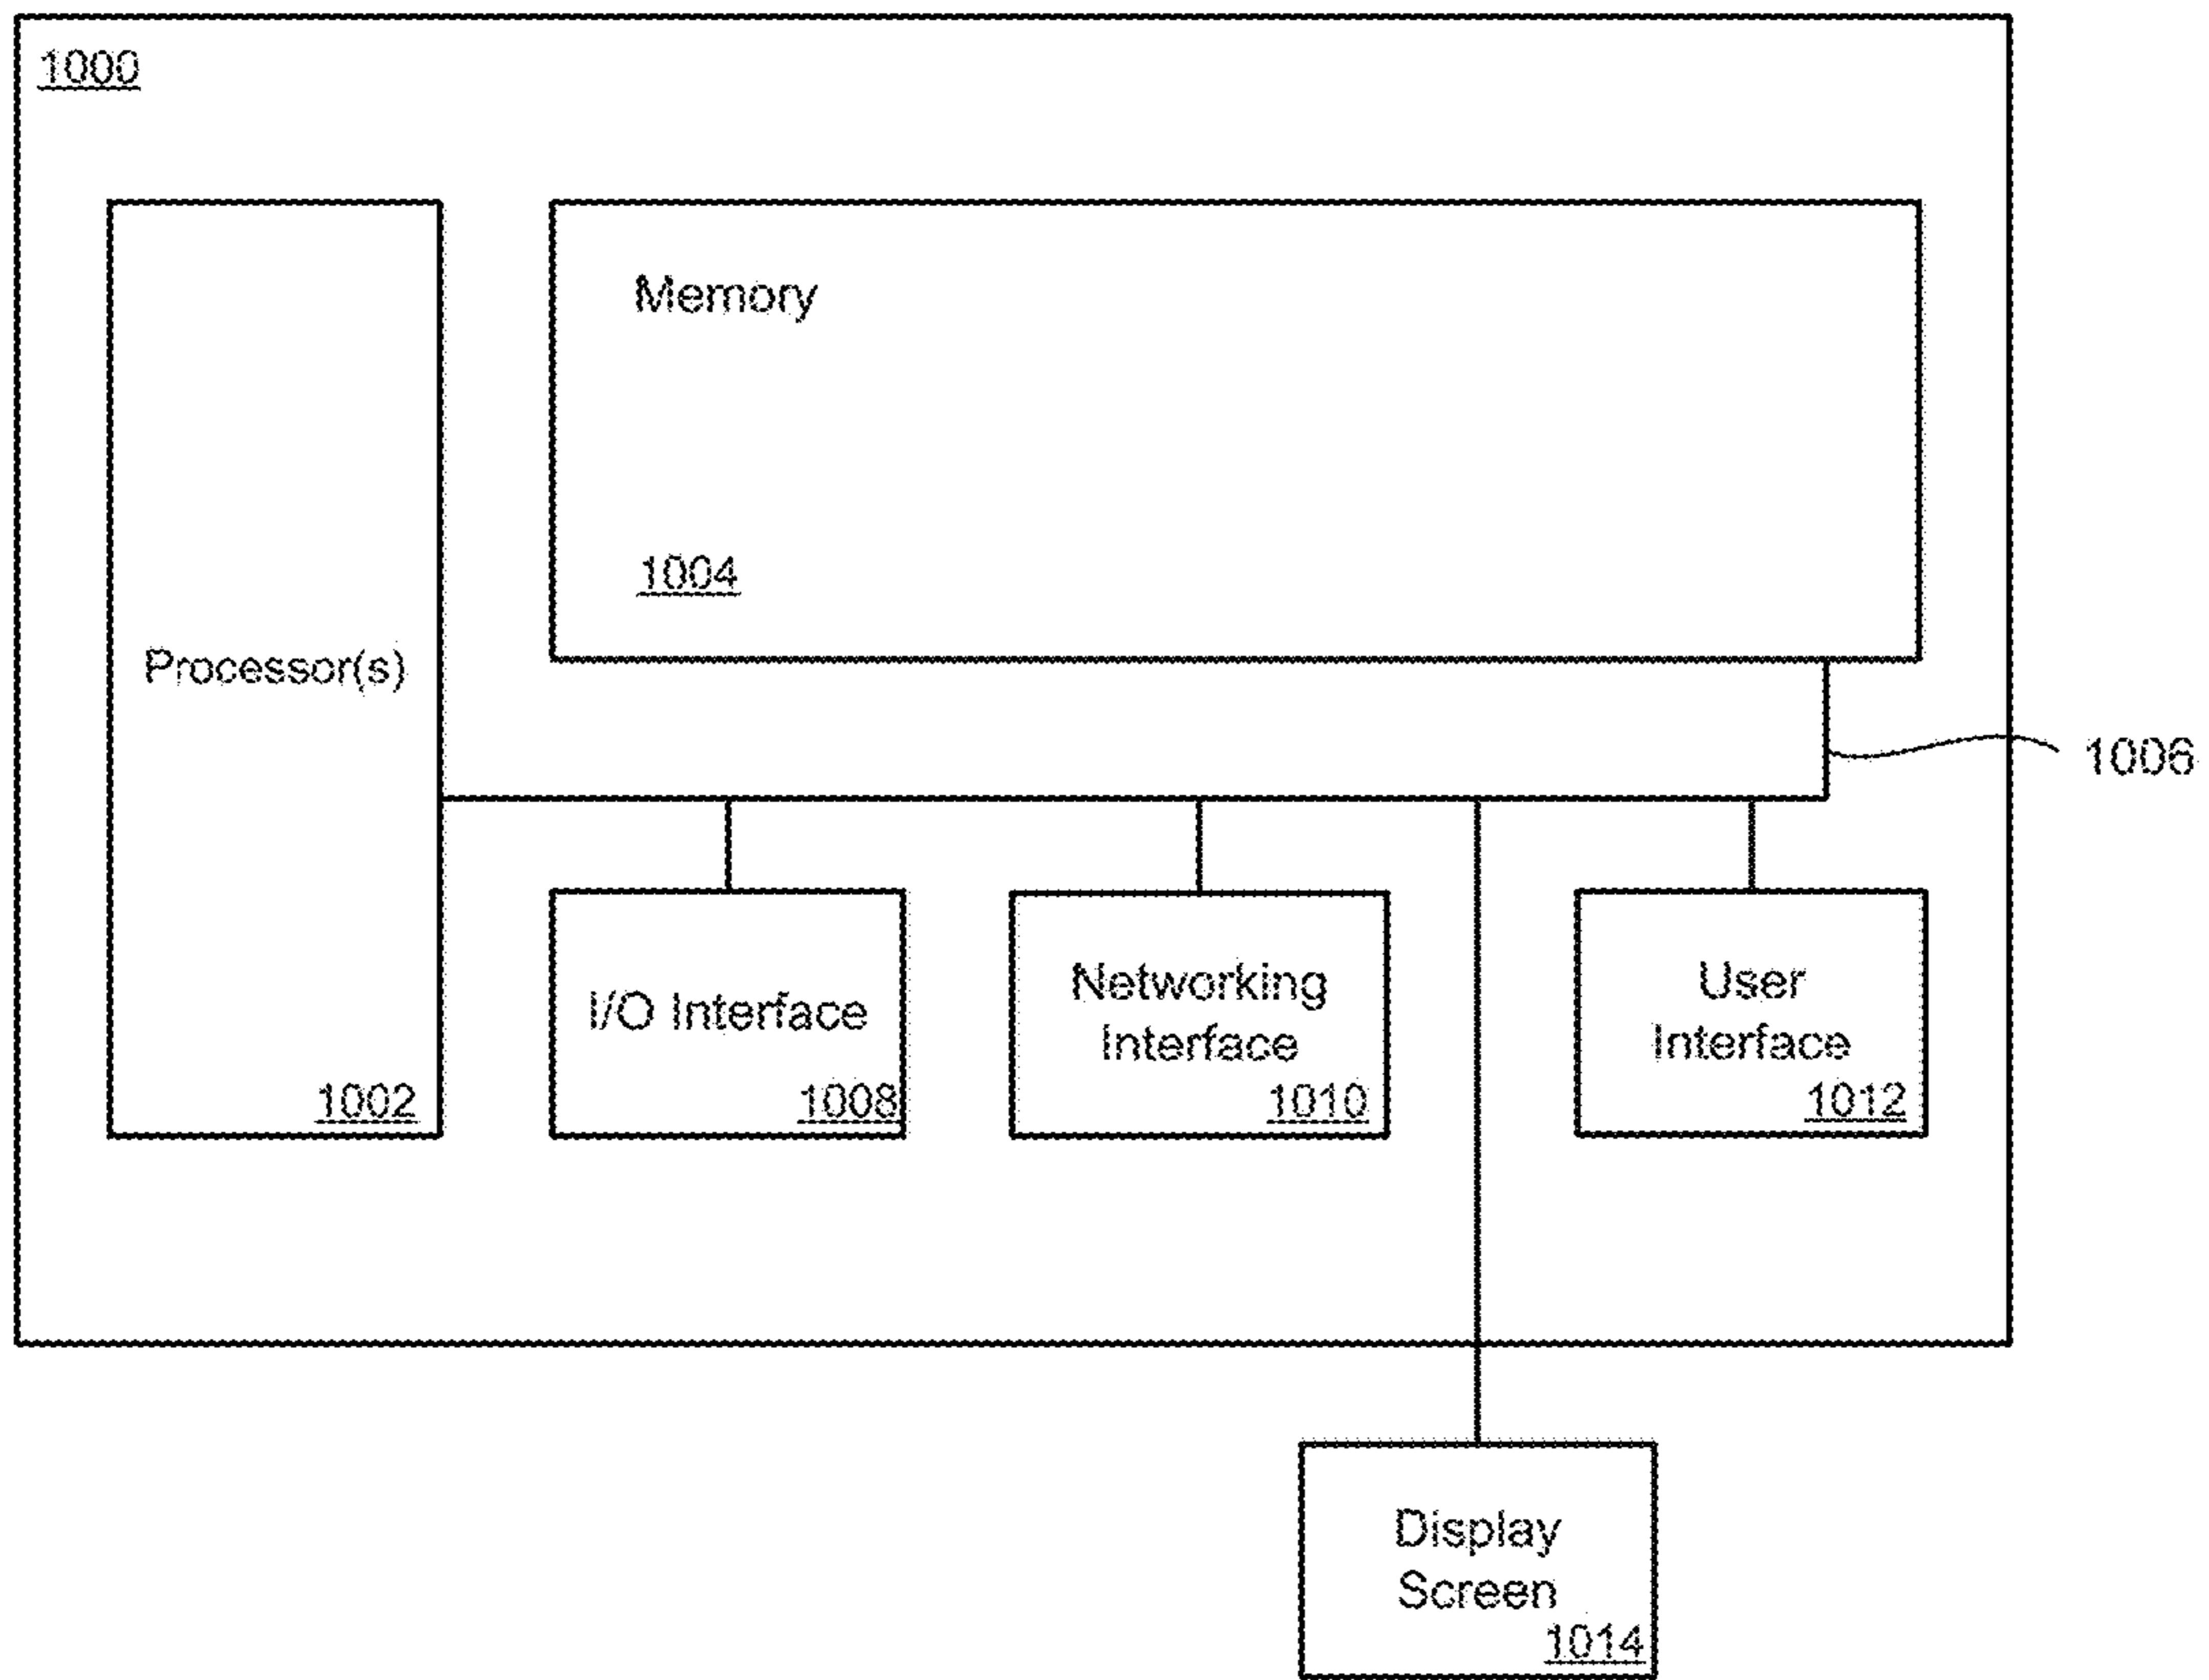 1000
Memory
1004
Processor(s)
1002
1006
I/O Interface
1008
Networking
Interface
1010
User
Interface
1012
Display
Screen
1014